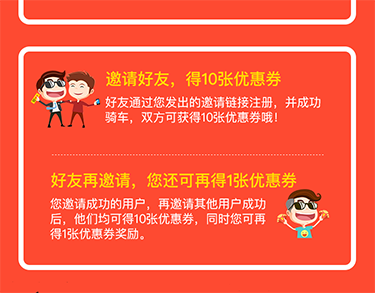 邀请好友，得10张优惠券
好友通过您发出的邀请链接注册，并成功
骑车，双方可获得10张优惠券哦！
好友再邀请，您还可再得1张优惠券
您邀请成功的用户，再邀请其他用户成功
后，他们均可得10张优惠券，同时您可再
得1张优惠券奖励。